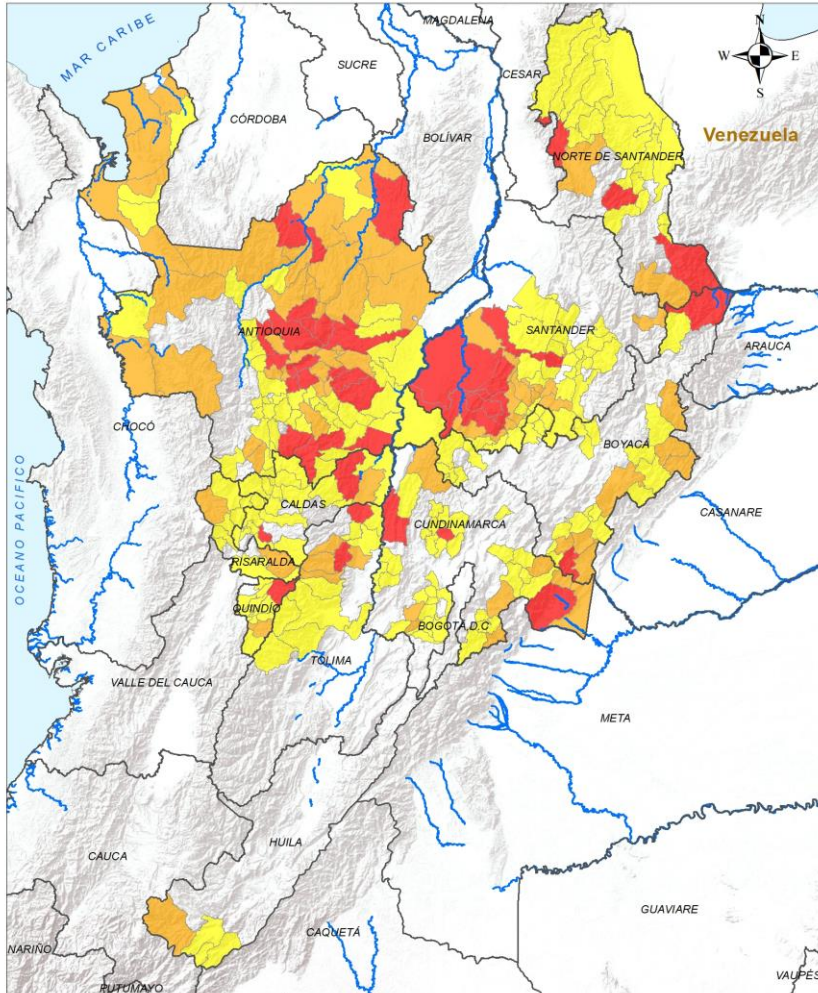 MAGDALENA
MAR CARIBE
N
W E
S
SUCRE
CESAR
CÓRDOBA
BOLÍVAR
Venezuela
NORTE DE SANTANDER
ANTIOQUIA
SANTANDER
ARAUCA
CHOCÓ
BOYACÁ
OCEANO PACIFICO
CALDAS
CUNDINAMARCA
CASANARE
RISARALDA
QUINDÍO
BOGOTÁ D.C
TOLIMA
VALLE DEL CAUCA
META
HUILA
CAUCA
GUAVIARE
CAQUETÁ
NARIÑO
PUTUMAYO
VAUPÉS